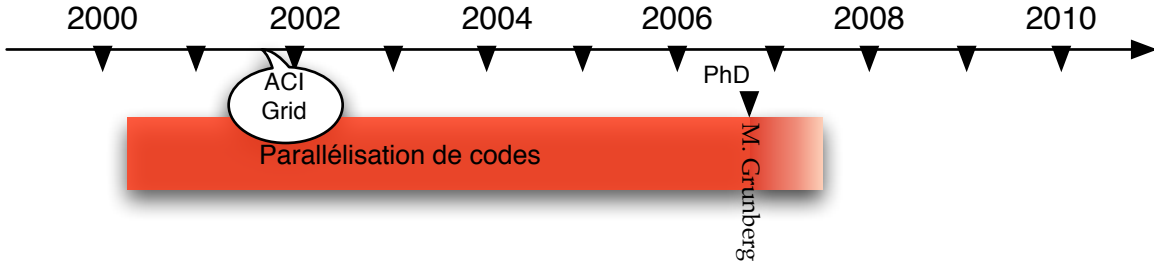 2000 2002 2004 2006 2008 2010
ACI
Grid
PhD
Parallélisation de codes
M. Grunberg